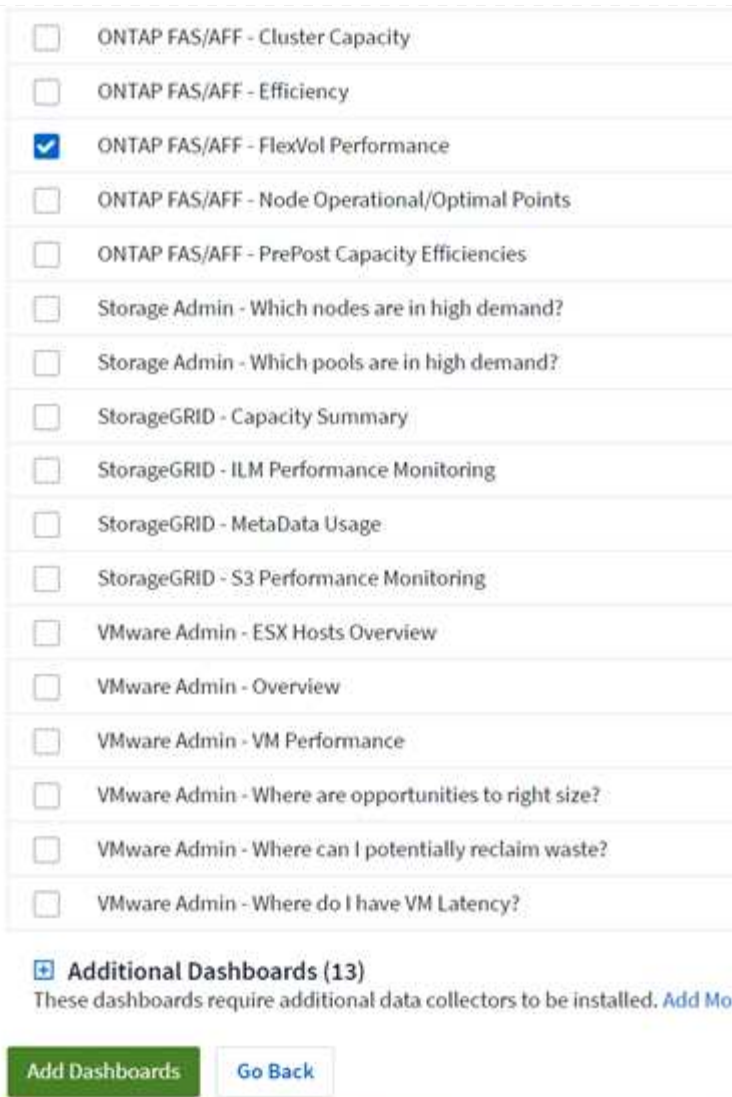 ONTAP FAS/AFF - Cluster Capacity
ONTAP FAS/AFF - Efficiency
ONTAP FAS/AFF - FlexVol Performance
ONTAP FAS/AFF - Node Operational/Optimal Points
ONTAP FAS/AFF - PrePost Capacity Efficiencies
Storage Admin - Which nodes are in high demand?
Storage Admin - Which pools are in high demand?
StorageGRID - Capacity Summary
StorageGRID - ILM Performance Monitoring
StorageGRID - MetaData Usage
StorageGRID - S3 Performance Monitoring
VMware Admin - ESX Hosts Overview
VMware Admin - Overview
VMware Admin - VM Performance
VMware Admin - Where are opportunities to right size?
VMware Admin - Where can I potentially reclaim waste?
VMware Admin - Where do I have VM Latency?
Additional Dashboards (13)
These dashboards require additional data collectors to be installed. Add Mo
Add Dashboards Go Back